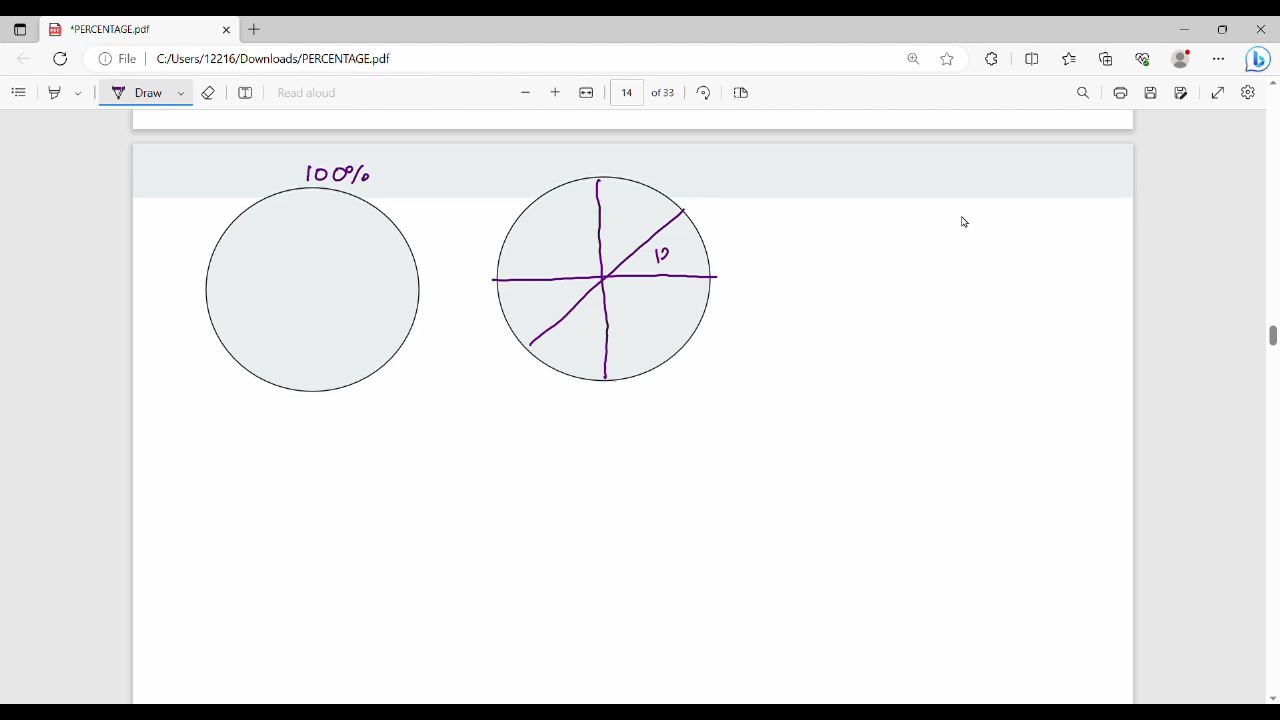 *PERCENTAGE.pdf
File C:/Users/12216/Downloads/PERCENTAGE.pdf
Draw Read aloud 14 of 33
100%
12